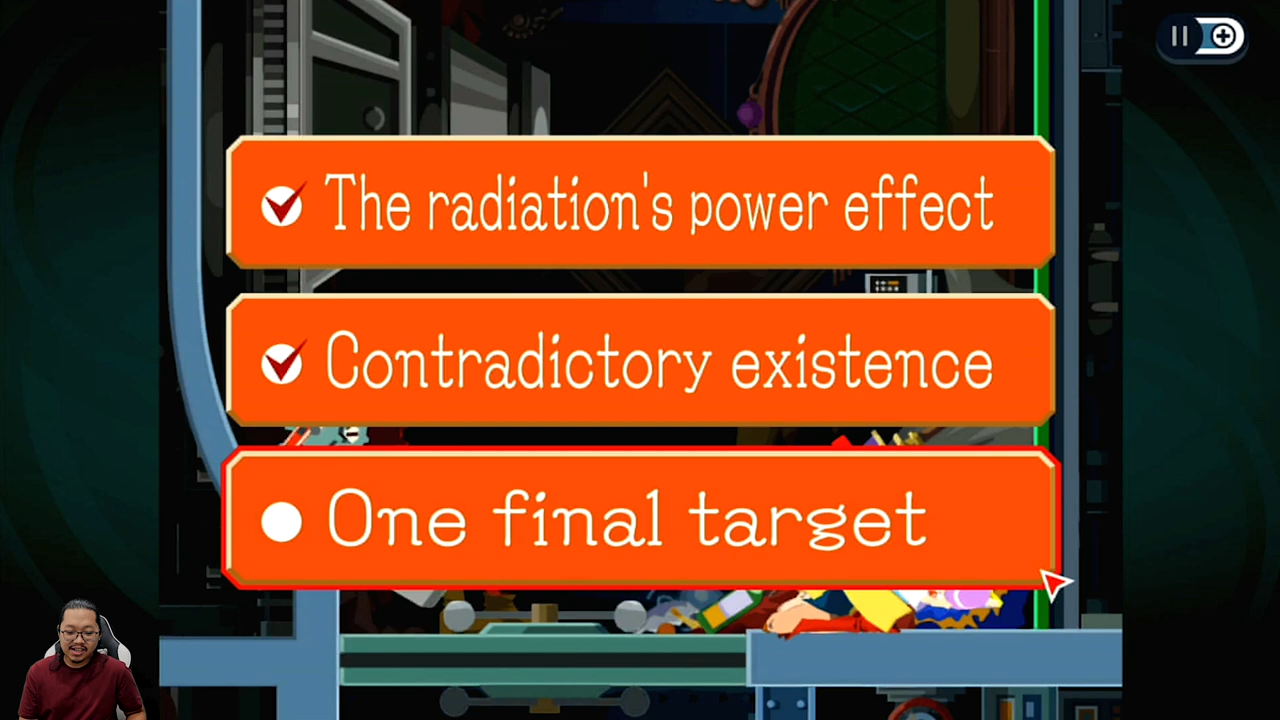 The radiation's power effect
Contradictory existence
One final target